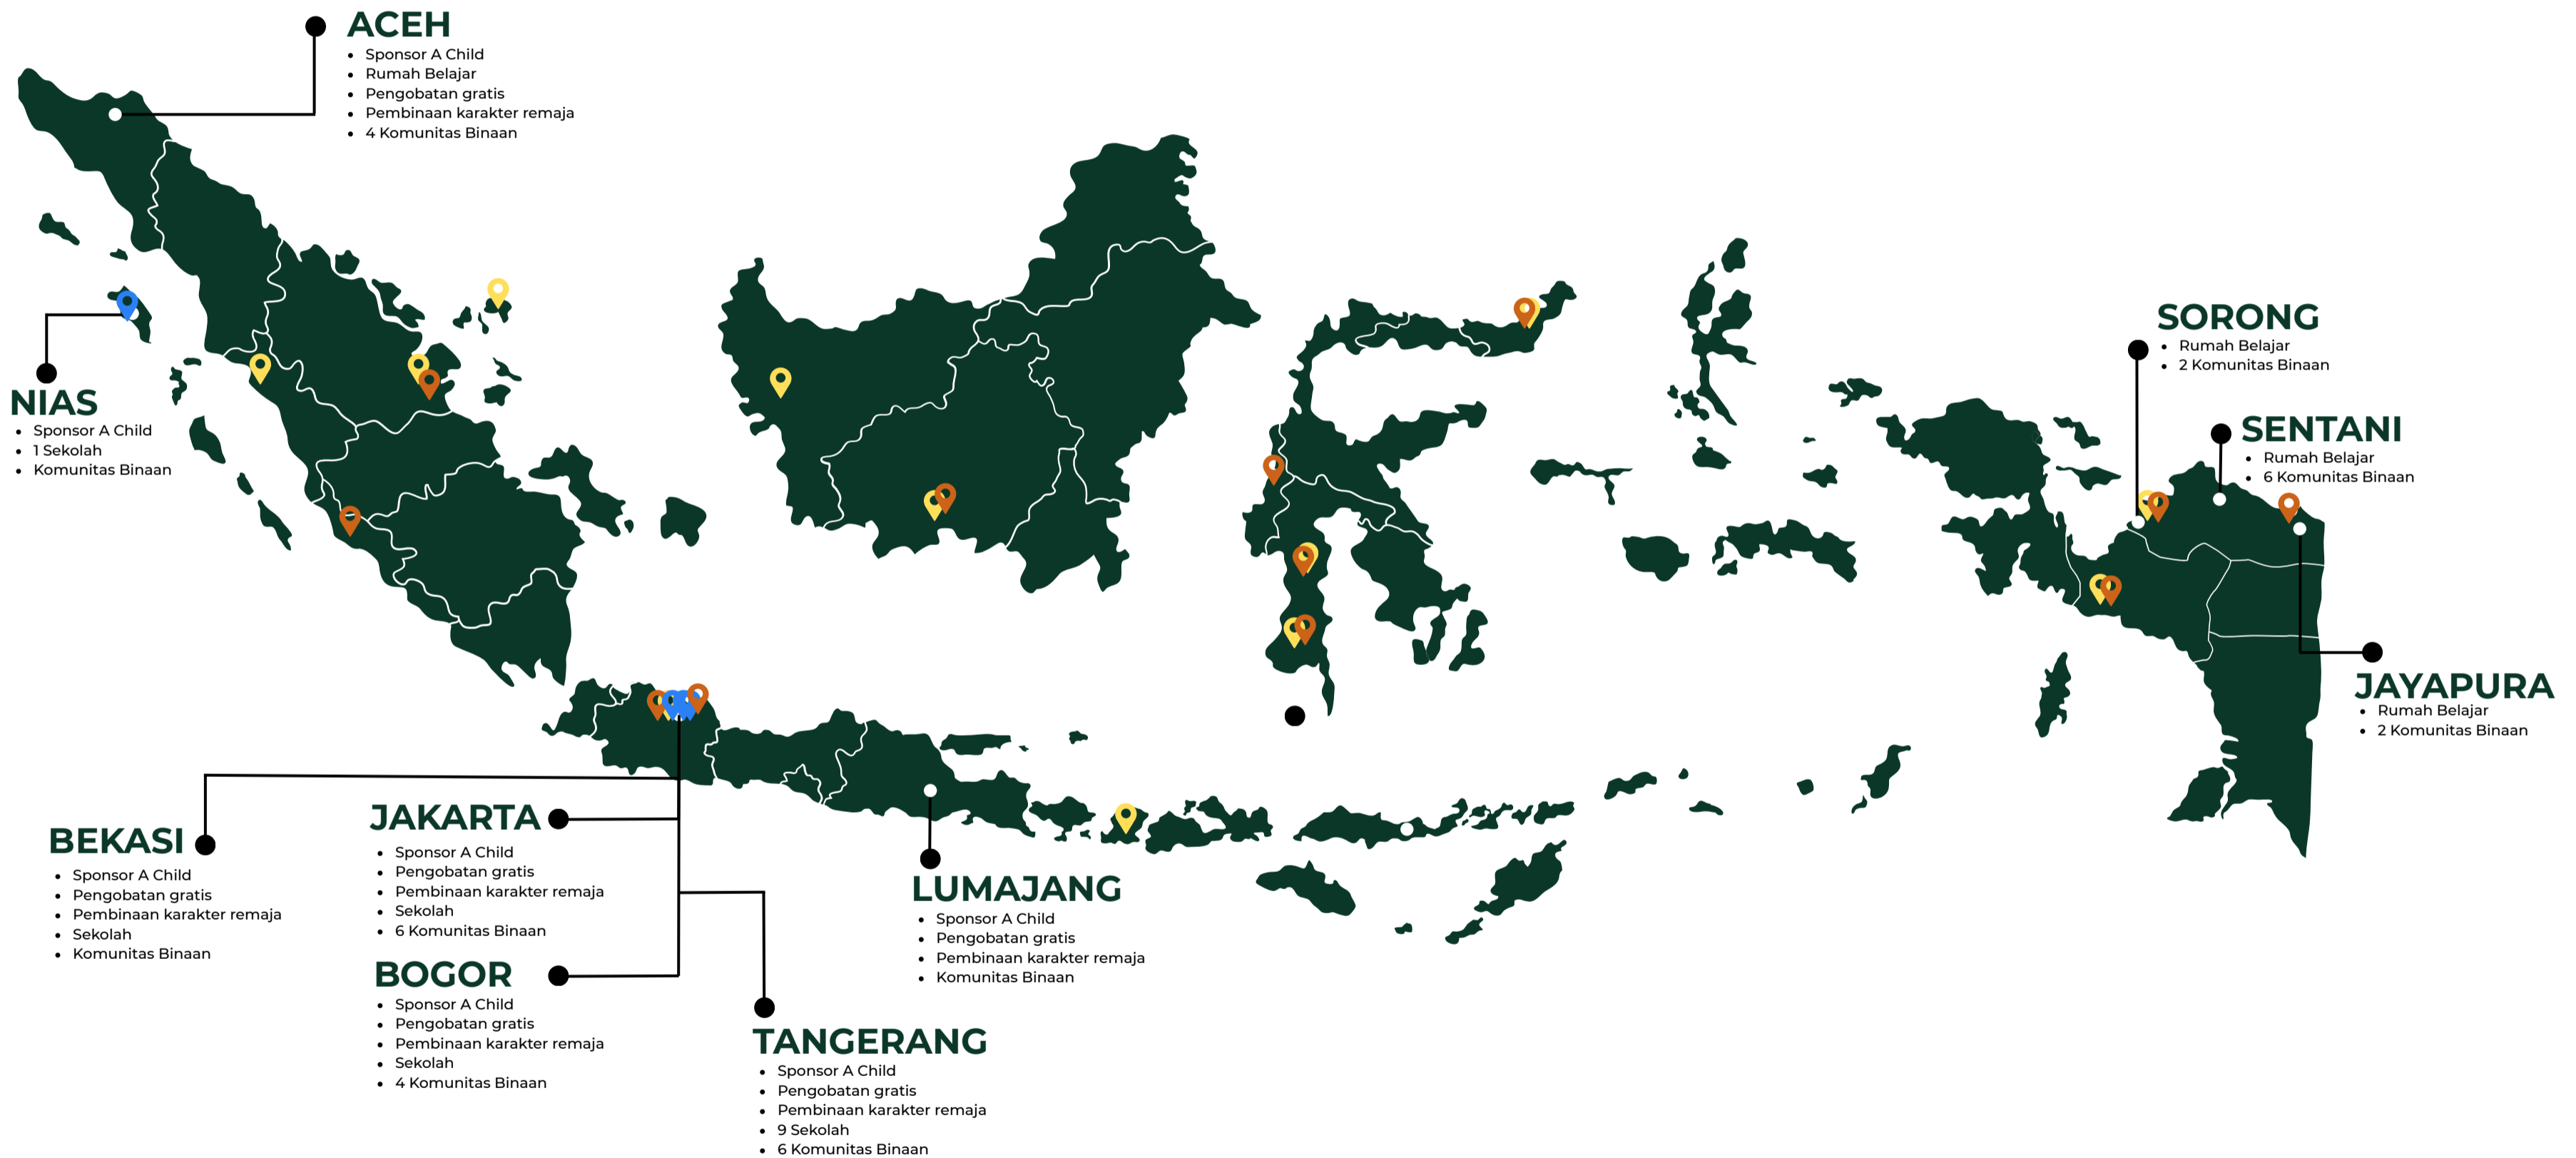 ACEH
• Sponsor A Child
• Rumah Belajar
• Pengobatan gratis
• Pembinaan karakter remaja
• 4 Komunitas Binaan
NIAS
• Sponsor A Child
• 1 Sekolah
• Komunitas Binaan
SORONG
• Rumah Belajar
• 2 Komunitas Binaan
SENTANI
• Rumah Belajar
• 6 Komunitas Binaan
JAYAPURA
• Rumah Belajar
• 2 Komunitas Binaan
BEKASI
• Sponsor A Child
• Pengobatan gratis
• Pembinaan karakter remaja
• Sekolah
• Komunitas Binaan
JAKARTA
• Sponsor A Child
• Pengobatan gratis
• Pembinaan karakter remaja
• Sekolah
• 6 Komunitas Binaan
BOGOR
• Sponsor A Child
• Pengobatan gratis
• Pembinaan karakter remaja
• Sekolah
• 4 Komunitas Binaan
LUMAJANG
• Sponsor A Child
• Pengobatan gratis
• Pembinaan karakter remaja
• Komunitas Binaan
TANGERANG
• Sponsor A Child
• Pengobatan gratis
• Pembinaan karakter remaja
• 9 Sekolah
• 6 Komunitas Binaan